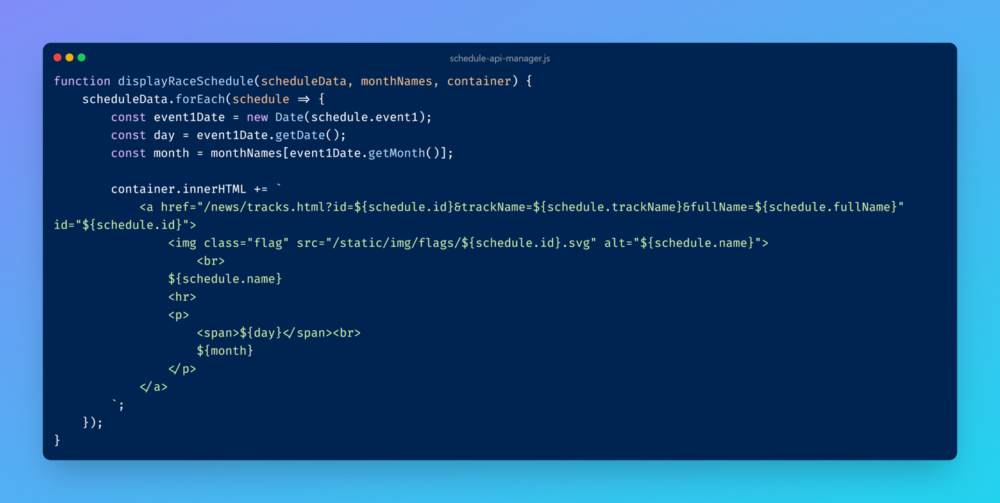 schedule-api-manager.js
function displayRaceSchedule(scheduleData, monthNames, container) {
    scheduleData.forEach(schedule => {
        const event1Date = new Date(schedule.event1);
        const day = event1Date.getDate();
        const month = monthNames[event1Date.getMonth()];

        container.innerHTML += `
            <a href="/news/tracks.html?id=${schedule.id}&trackName=${schedule.trackName}&fullName=${schedule.fullName}"
id="${schedule.id}">
                <img class="flag" src="/static/img/flags/${schedule.id}.svg" alt="${schedule.name}">
                    <br>
                ${schedule.name}
                <hr>
                <p>
                    <span>${day}</span><br>
                    ${month}
                </p>
            </a>
        `;
    });
}